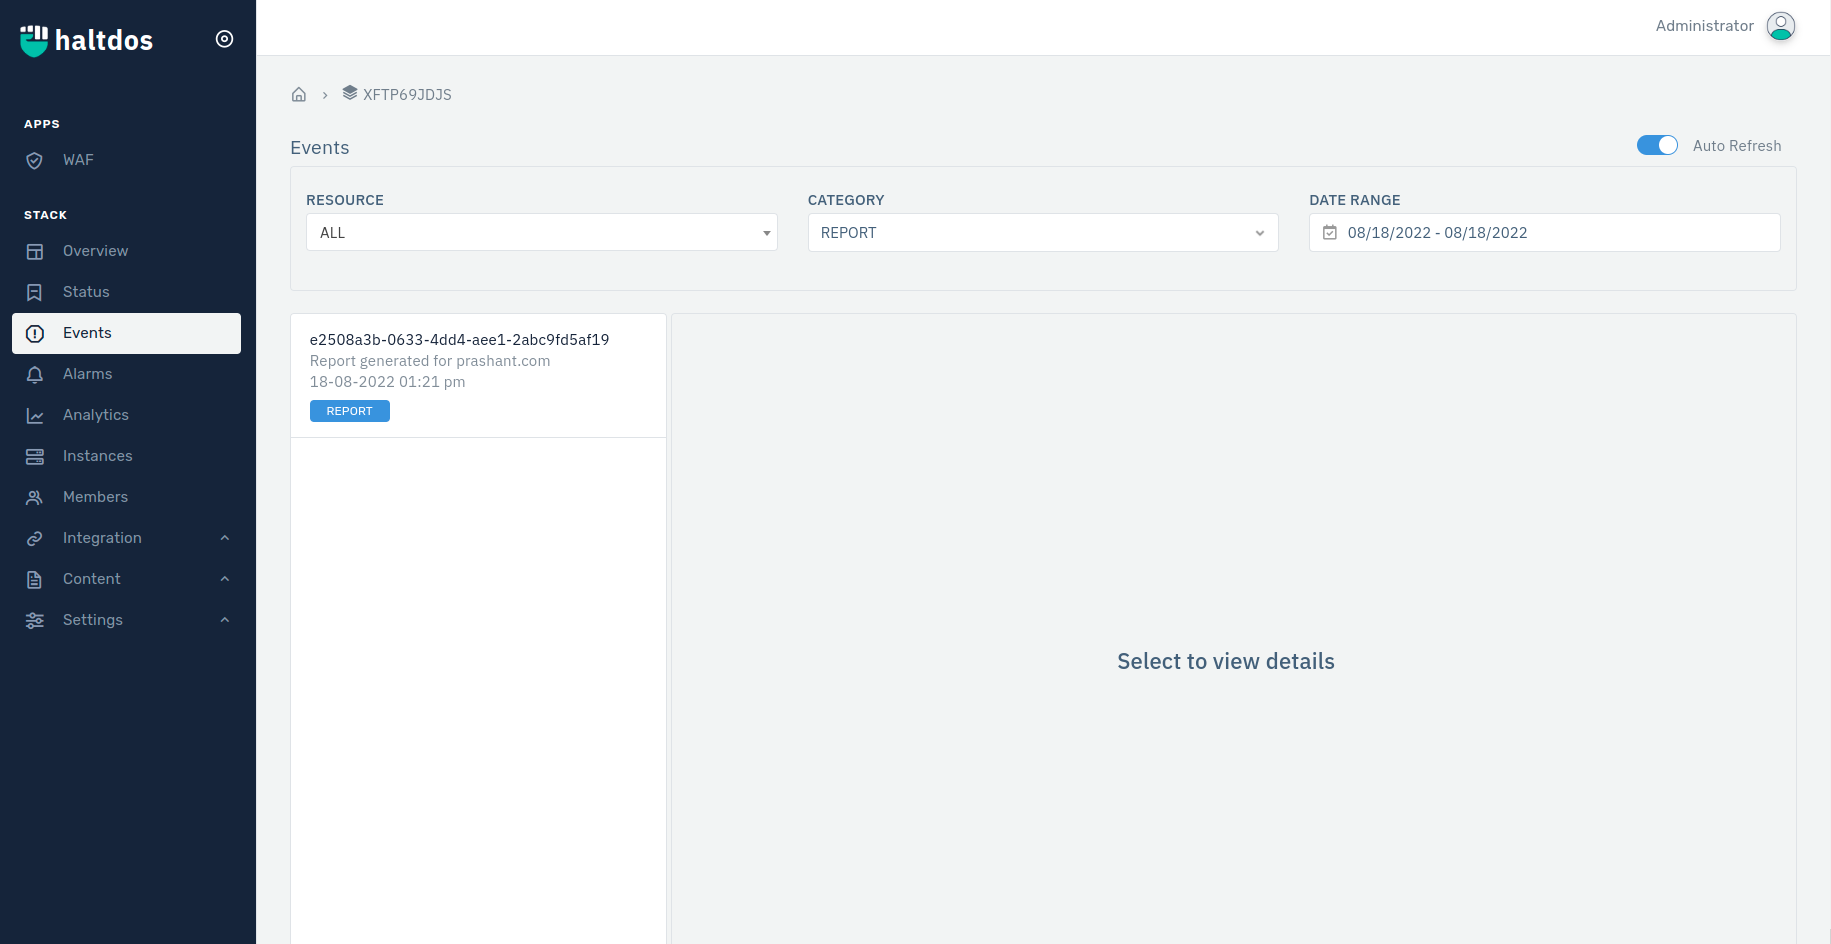 haltdos
Administrator
XFTP69JDJS
APPS
WAF
STACK
Overview
Status
Events
Alarms
Analytics
Instances
Members
Integration
Content
Settings
Events
Auto Refresh
RESOURCE
ALL
CATEGORY
REPORT
DATE RANGE
08/18/2022 - 08/18/2022
e2508a3b-0633-4dd4-aee1-2abc9fd5af19
Report generated for prashant.com
18-08-2022 01:21 pm
REPORT
Select to view details